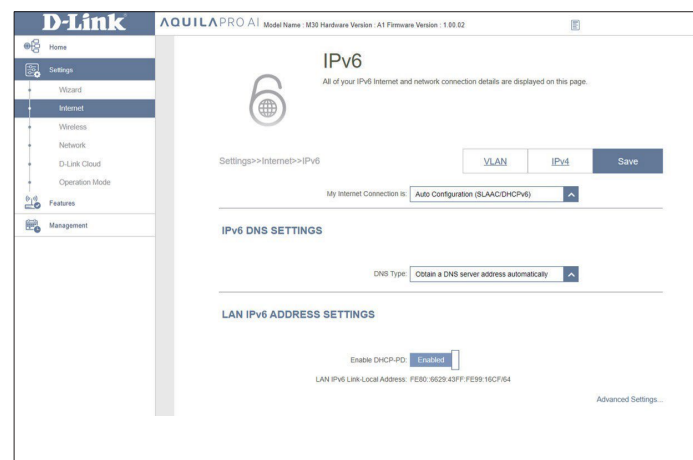 D-Link
AQUILA PRO AI Model Name : M30 Hardware Version : A1 Firmware Version : 1.00.02
Home
Settings
Wizard
Internet
Wireless
Network
D-Link Cloud
Operation Mode
Features
Management
IPv6
All of your IPv6 Internet and network connection details are displayed on this page.
Settings>>Internet>>IPv6
VLAN
IPv4
Save
My Internet Connection is: Auto Configuration (SLAAC/DHCPv6)
IPv6 DNS SETTINGS
DNS Type: Obtain a DNS server address automatically
LAN IPv6 ADDRESS SETTINGS
Enable DHCP-PD: Enabled
LAN IPv6 Link-Local Address: FE80::6629:43FF:FE99:16CF/64
Advanced Settings...